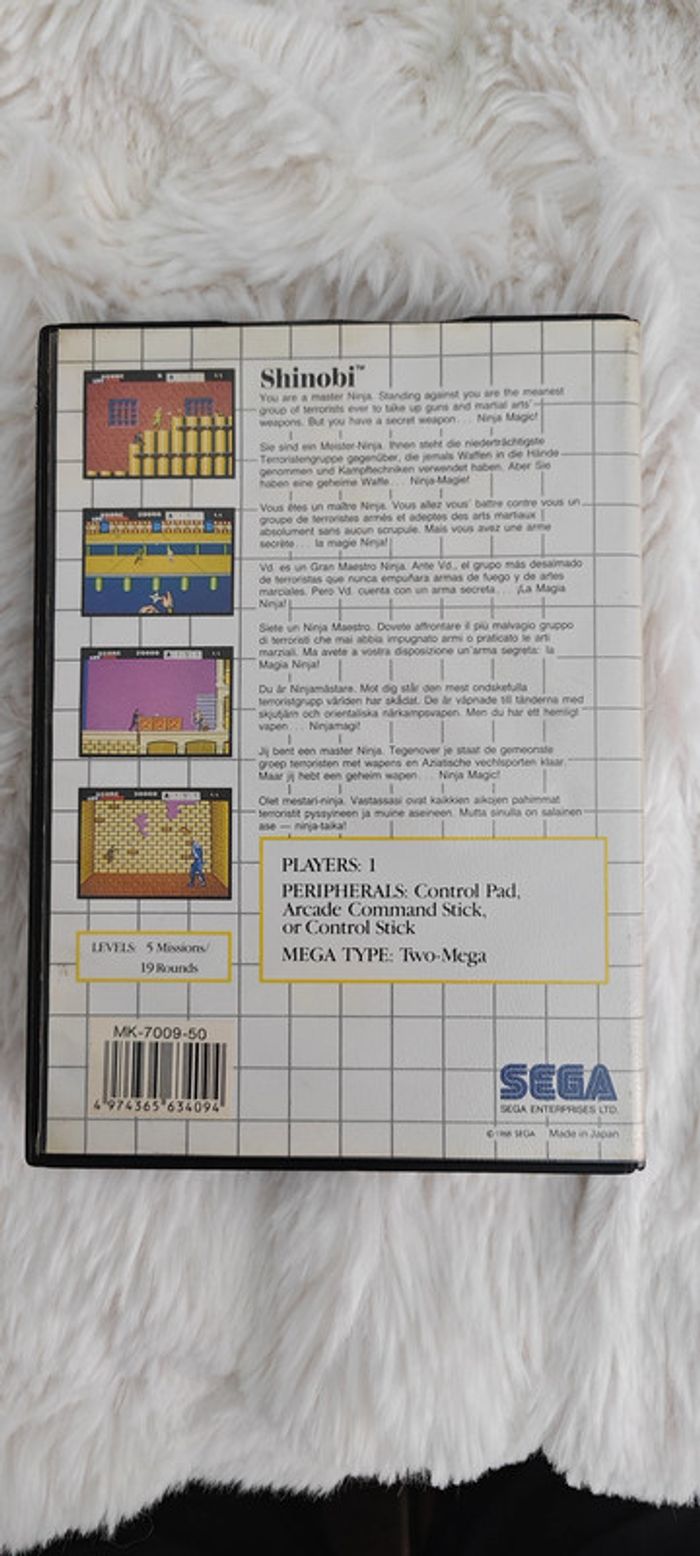 Shinobi™
You are a master Ninja. Standing against you are the meanest
group of terrorists ever to take up guns and martial arts'
weapons. But you have a secret weapon... Ninja Magic!
Sie sind ein Meister-Ninja. Ihnen steht die niederträchtigste
Terroristengruppe gegenüber, die jemals Waffen in die Hände
genommen und Kampftechniken verwendet haben. Aber Sie
haben eine geheime Waffe... Ninja-Magie!
Vous êtes un maître Ninja. Vous allez vous' battre contre vous un
groupe de terroristes armés et adeptes des arts martiaux
absolument sans aucun scrupule. Mais vous avez une arme
secrète... la magie Ninja!
Vd. es un Gran Maestro Ninja. Ante Vd., el grupo más desalmado
de terroristas que nunca empuñara armas de fuego y de artes
marciales. Pero Vd. cuenta con un arma secreta... ¡La Magia
Ninja!
Siete un Ninja Maestro. Dovete affrontare il più malvagio gruppo
di terroristi che mai abbia impugnato armi o praticato le arti
marziali. Ma avete a vostra disposizione un'arma segreta: la
Magia Ninja!
Du är Ninjamästare. Mot dig står den mest ondskefulla
terroristgrupp världen har skådat. De är väpnade till tänderna med
skjutjärn och orientaliska närkampsvapen. Men du har ett hemligt
vapen... Ninjamagi!
Jij bent een master Ninja. Tegenover je staat de gemeenste
groep terroristen met wapens en Aziatische vechtsporten klaar.
Maar jij hebt een geheim wapen... Ninja Magic!
Olet mestari-ninja. Vastassasi ovat kaikkien aikojen pahimmat
terroristit pyssyineen ja muine aseineen. Mutta sinulla on salainen
ase — ninja-taika!
PLAYERS: 1
PERIPHERALS: Control Pad,
Arcade Command Stick,
or Control Stick
MEGA TYPE: Two-Mega
LEVELS: 5 Missions/
19 Rounds
MK-7009-50
4 974365 634094
SEGA
SEGA ENTERPRISES LTD.
© 1988 SEGA Made in Japan